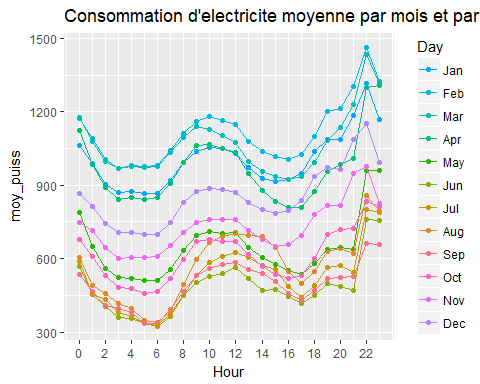 Consommation d'electricite moyenne par mois et par
moy_puiss
1500
1200
900
600
300
0 2 4 6 8 10 12 14 16 18 20 22
Hour
Day
Jan
Feb
Mar
Apr
May
Jun
Jul
Aug
Sep
Oct
Nov
Dec